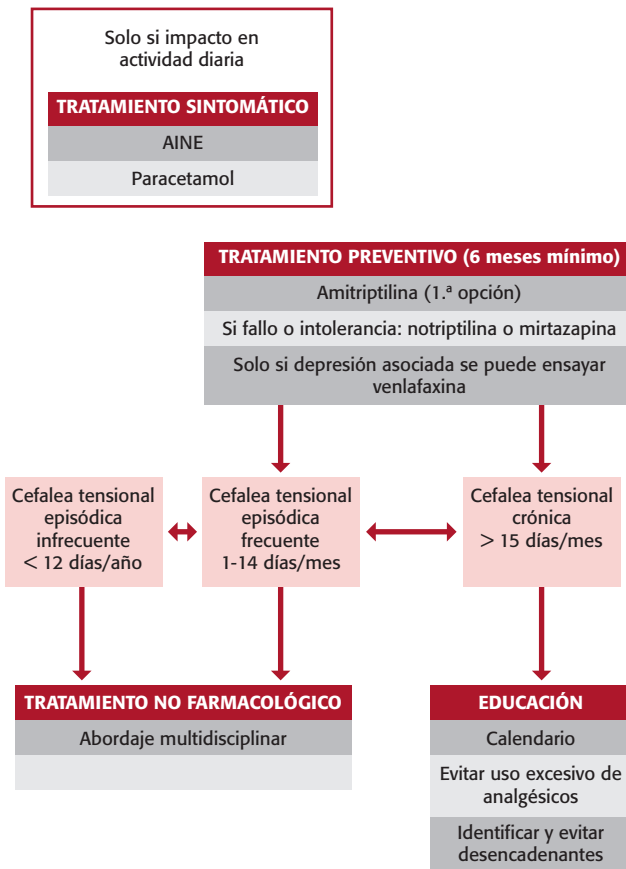 Solo si impacto en
actividad diaria
TRATAMIENTO SINTOMÁTICO
AINE
Paracetamol
TRATAMIENTO PREVENTIVO (6 meses mínimo)
Amitriptilina (1.ª opción)
Si fallo o intolerancia: notriptilina o mirtazapina
Solo si depresión asociada se puede ensayar
venlafaxina
Cefalea tensional
episódica
infrecuente
< 12 días/año
Cefalea tensional
episódica
frecuente
1-14 días/mes
Cefalea tensional
crónica
> 15 días/mes
TRATAMIENTO NO FARMACOLÓGICO
Abordaje multidisciplinar
EDUCACIÓN
Calendario
Evitar uso excesivo de
analgésicos
Identificar y evitar
desencadenantes